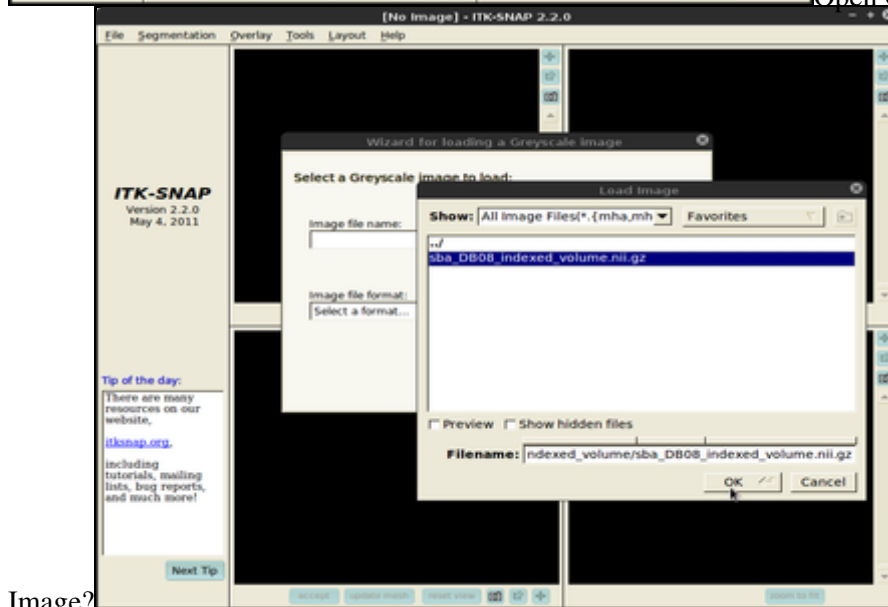 [No Image] - ITK-SNAP 2.2.0
File Segmentation Overlay Tools Layout Help
Wizard for loading a Greyscale image
Select a Greyscale image to load:
Load Image
ITK-SNAP
Version 2.2.0
May 4, 2011
Image file name:
Show: All Image Files(*.{mha,mh Favorites
../
sba_DB08_indexed_volume.nii.gz
Image file format:
Select a format...
Tip of the day:
There are many
resources on our
website,
itksnap.org,
including
tutorials, mailing
lists, bug reports,
and much more!
Preview Show hidden files
Filename: ndexed_volume/sba_DB08_indexed_volume.nii.gz
OK Cancel
Next Tip
accept update mesh reset view zoom to fit
Image?